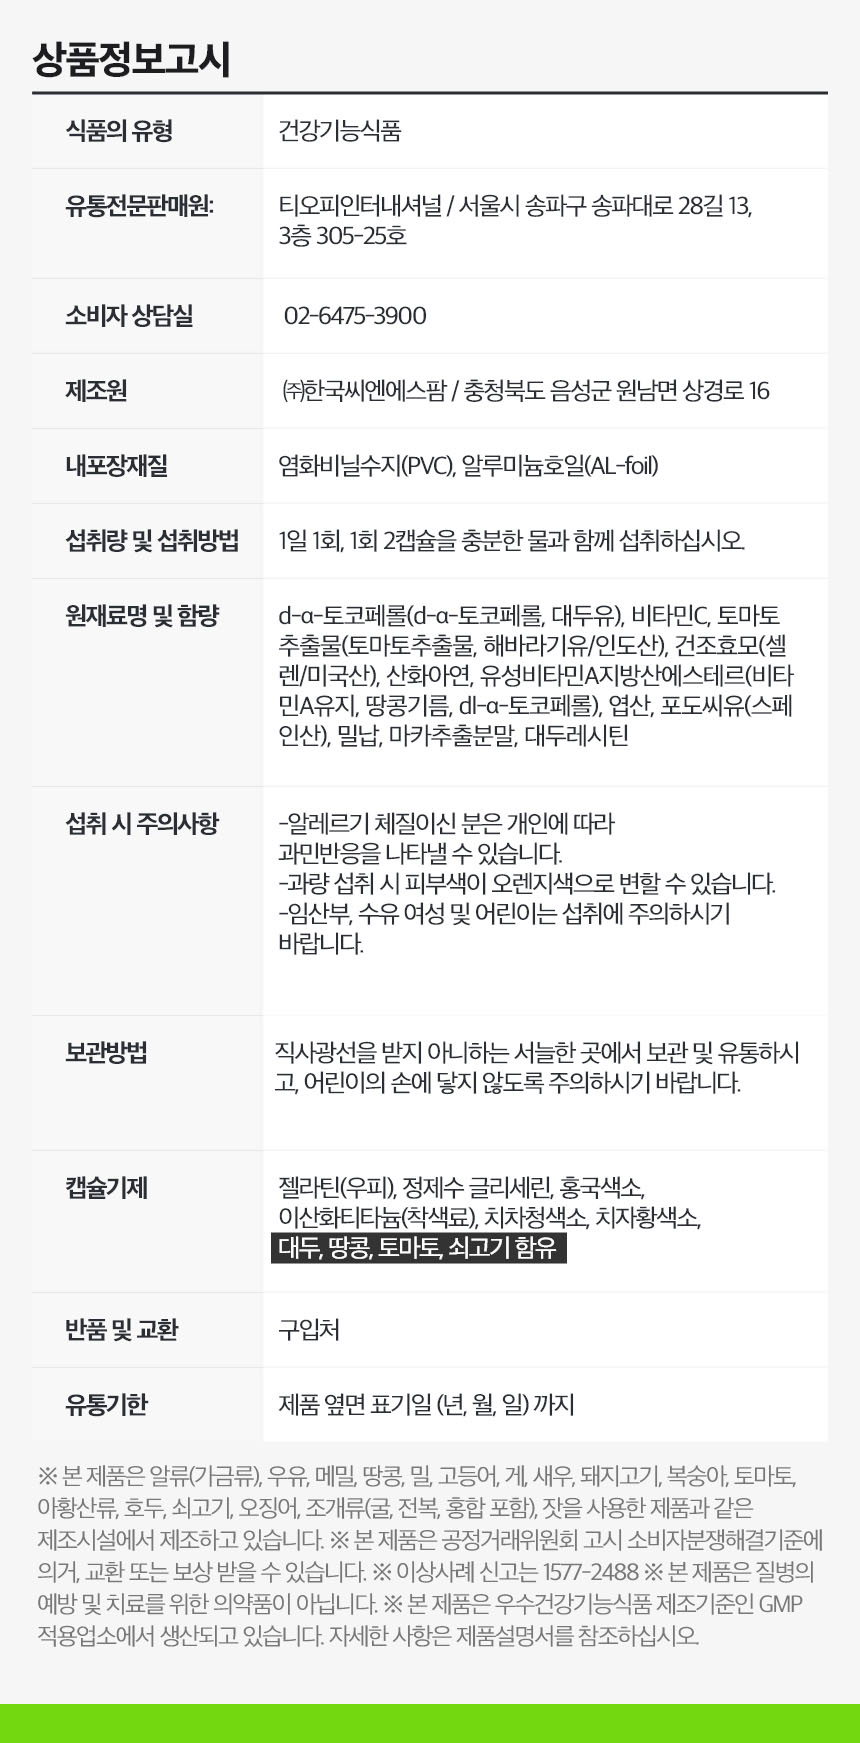 상품정보고시
식품의 유형
건강기능식품
유통전문판매원:
티오피인터내셔널 / 서울시 송파구 송파대로 28길 13,
3층 305-25호
소비자 상담실
02-6475-3900
제조원
㈜한국씨엔에스팜 / 충청북도 음성군 원남면 상경로 16
내포장재질
염화비닐수지(PVC), 알루미늄호일(AL-foil)
섭취량 및 섭취방법
1일 1회, 1회 2캡슐을 충분한 물과 함께 섭취하십시오.
원재료명 및 함량
d-α-토코페롤(d-α-토코페롤, 대두유), 비타민C, 토마토
추출물(토마토추출물, 해바라기유/인도산), 건조효모(셀
렌/미국산), 산화아연, 유성비타민A지방산에스테르(비타
민A유지, 땅콩기름, dl-α-토코페롤), 엽산, 포도씨유(스페
인산), 밀납, 마카추출분말, 대두레시틴
섭취 시 주의사항
-알레르기 체질이신 분은 개인에 따라
과민반응을 나타낼 수 있습니다.
-과량 섭취 시 피부색이 오렌지색으로 변할 수 있습니다.
-임산부, 수유 여성 및 어린이는 섭취에 주의하시기
바랍니다.
보관방법
직사광선을 받지 아니하는 서늘한 곳에서 보관 및 유통하시
고, 어린이의 손에 닿지 않도록 주의하시기 바랍니다.
캡슐기제
젤라틴(우피), 정제수 글리세린, 홍국색소,
이산화티타늄(착색료), 치차청색소, 치자황색소,
대두, 땅콩, 토마토, 쇠고기 함유
반품 및 교환
구입처
유통기한
제품 옆면 표기일 (년, 월, 일) 까지
※ 본 제품은 알류(가금류), 우유, 메밀, 땅콩, 밀, 고등어, 게, 새우, 돼지고기, 복숭아, 토마토,
아황산류, 호두, 쇠고기, 오징어, 조개류(굴, 전복, 홍합 포함), 잣을 사용한 제품과 같은
제조시설에서 제조하고 있습니다. ※ 본 제품은 공정거래위원회 고시 소비자분쟁해결기준에
의거, 교환 또는 보상 받을 수 있습니다. ※ 이상사례 신고는 1577-2488 ※ 본 제품은 질병의
예방 및 치료를 위한 의약품이 아닙니다. ※ 본 제품은 우수건강기능식품 제조기준인 GMP
적용업소에서 생산되고 있습니다. 자세한 사항은 제품설명서를 참조하십시오.